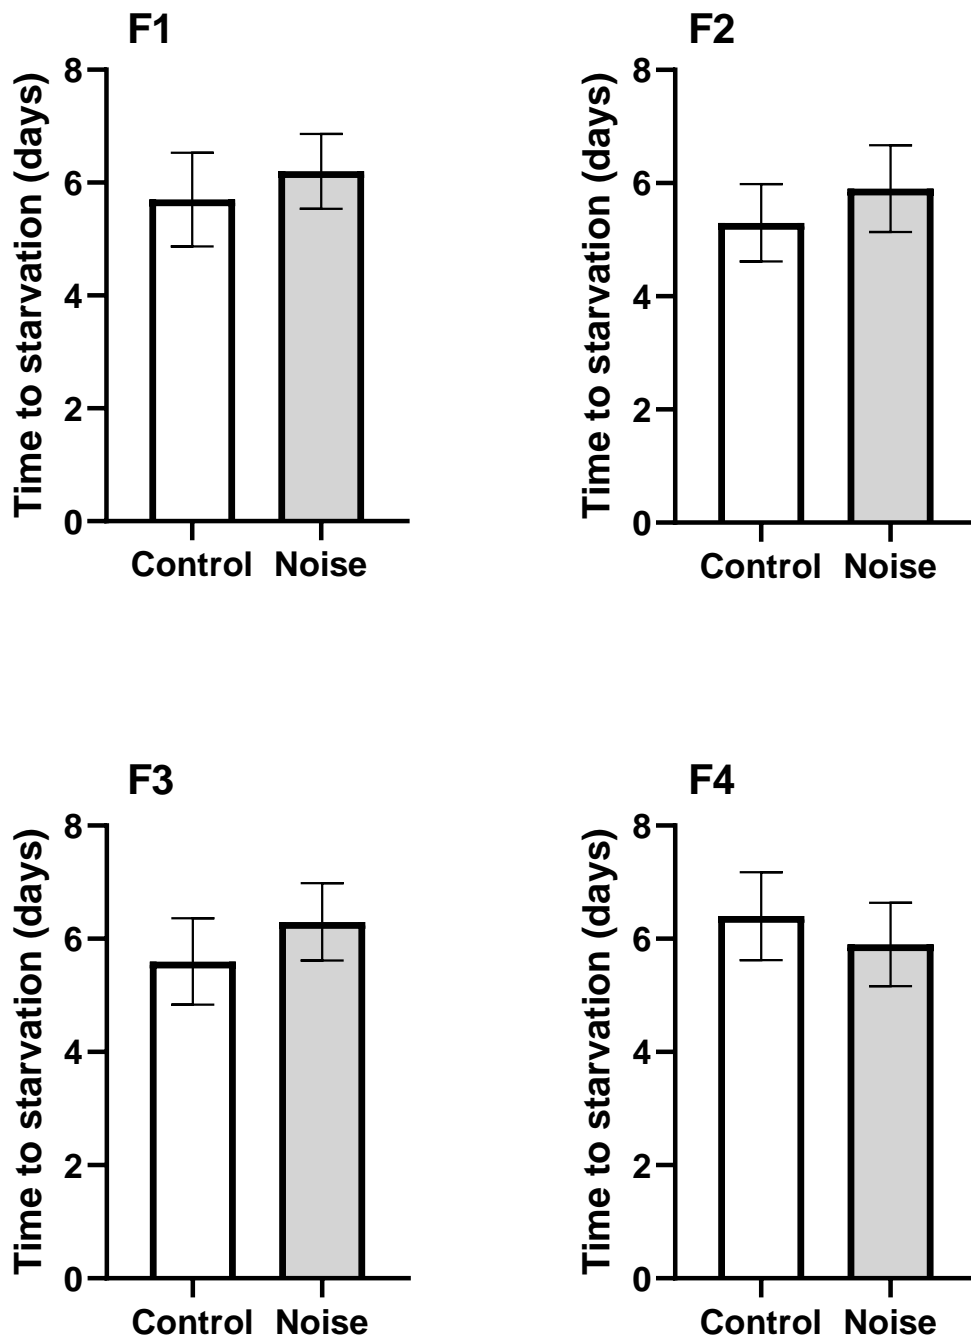 F1
Time to starvation (days)
8
6
4
2
0
Control Noise
F2
Time to starvation (days)
8
6
4
2
0
Control Noise
F3
Time to starvation (days)
8
6
4
2
0
Control Noise
F4
Time to starvation (days)
8
6
4
2
0
Control Noise